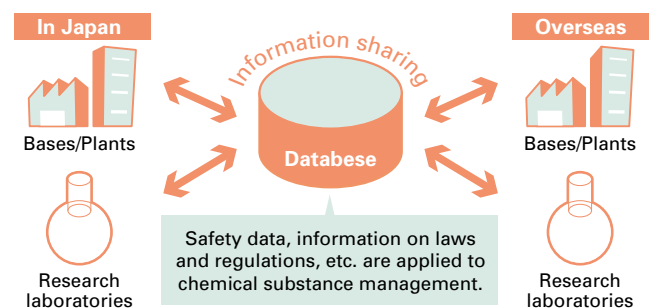 In Japan
Bases/Plants
Research
laboratories
Information sharing
Databese
Safety data, information on laws
and regulations, etc. are applied to
chemical substance management.
Overseas
Bases/Plants
Research
laboratories